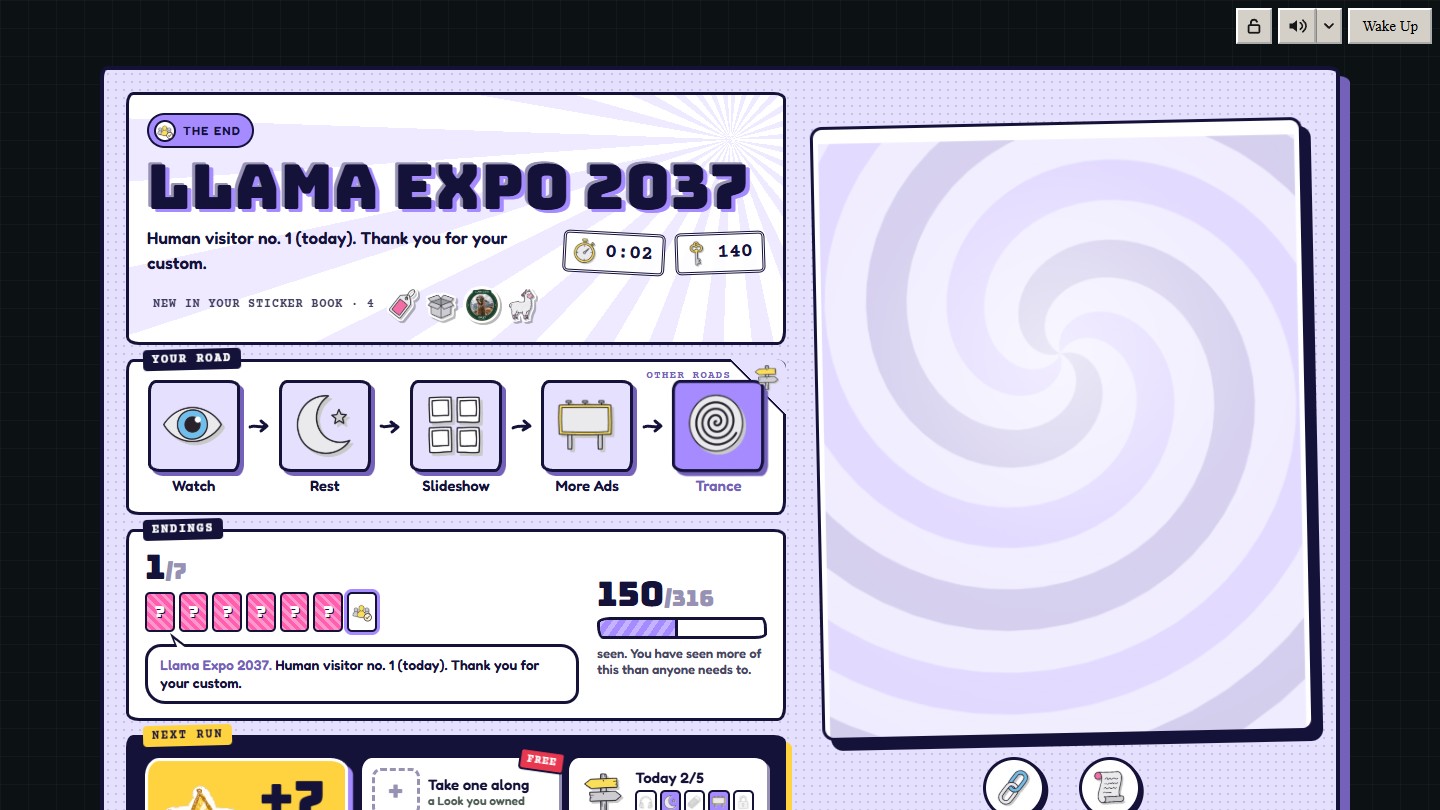 Wake Up
THE END
LLAMA EXPO 2037
Human visitor no. 1 (today). Thank you for your
custom.
0:02
140
NEW IN YOUR STICKER BOOK · 4
YOUR ROAD
OTHER ROADS
Watch
Rest
Slideshow
More Ads
Trance
ENDINGS
1/7
? ? ? ? ? ?
Llama Expo 2037. Human visitor no. 1 (today). Thank you for
your custom.
150/316
seen. You have seen more of
this than anyone needs to.
NEXT RUN
+7
FREE
+
Take one along
a Look you owned
Today 2/5